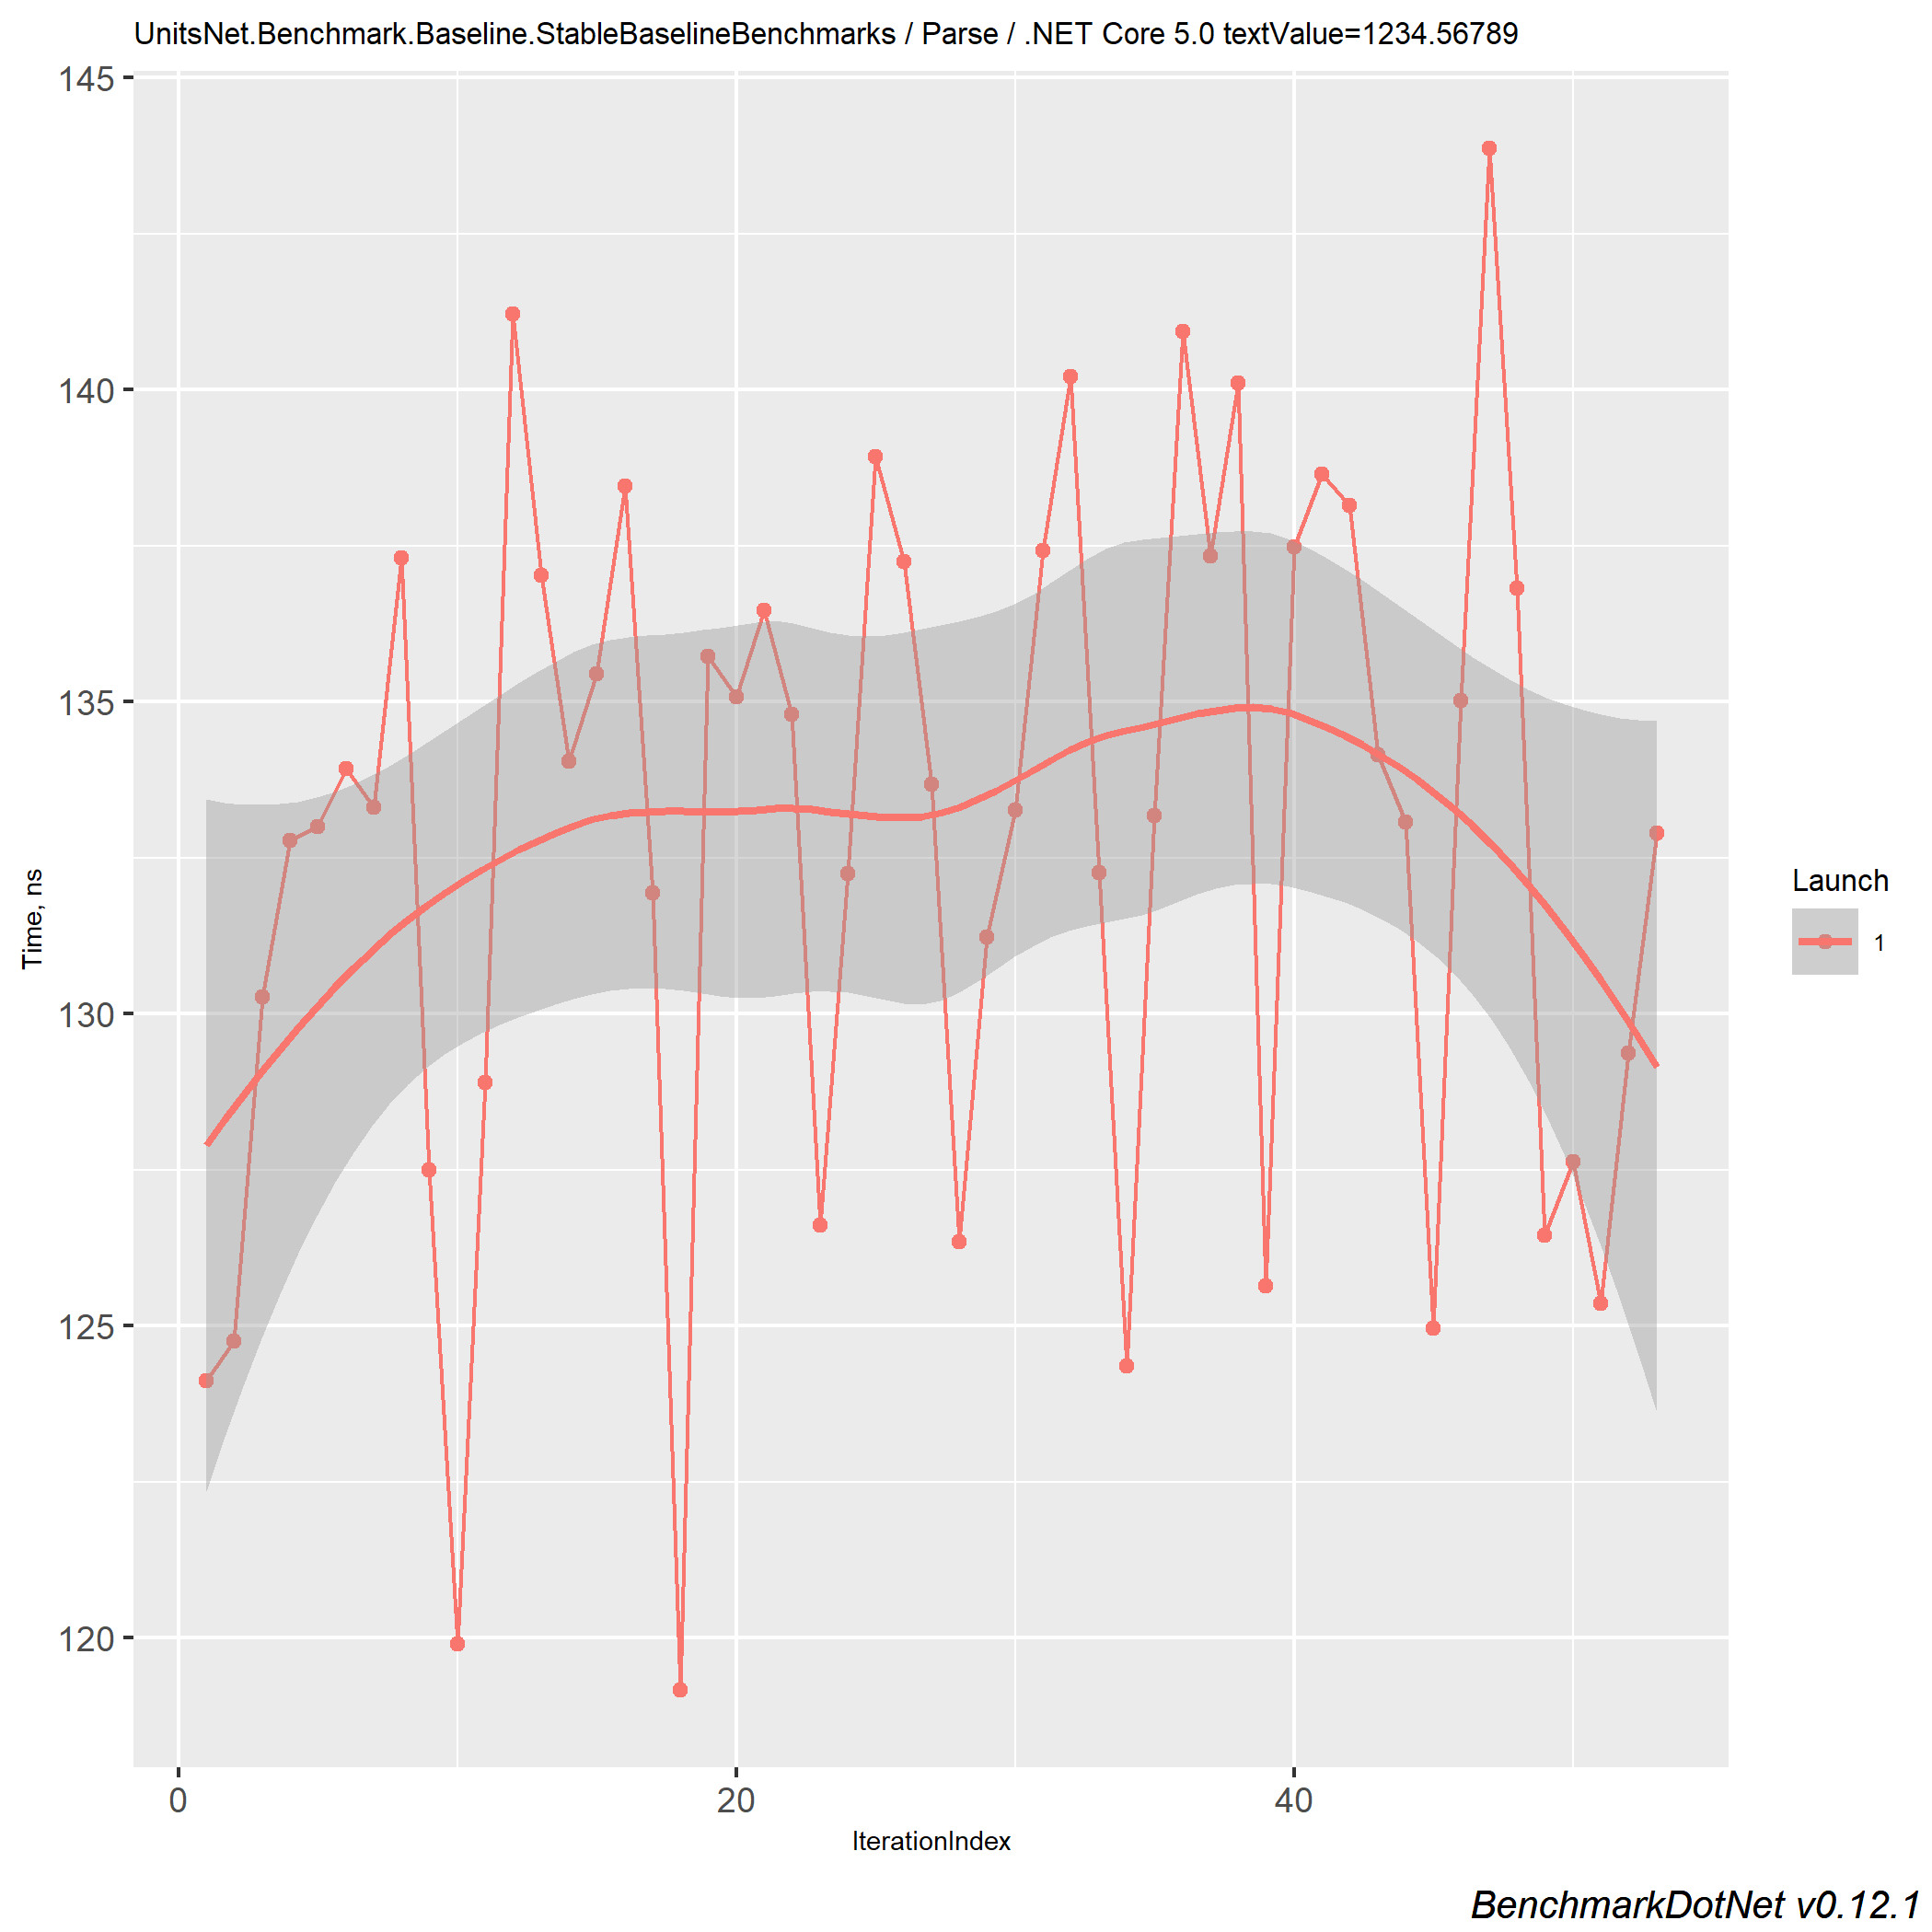 UnitsNet.Benchmark.Baseline.StableBaselineBenchmarks / Parse / .NET Core 5.0 textValue=1234.56789
145
140
135
130
125
120
Time, ns
0 20 40
IterationIndex
Launch
1
BenchmarkDotNet v0.12.1